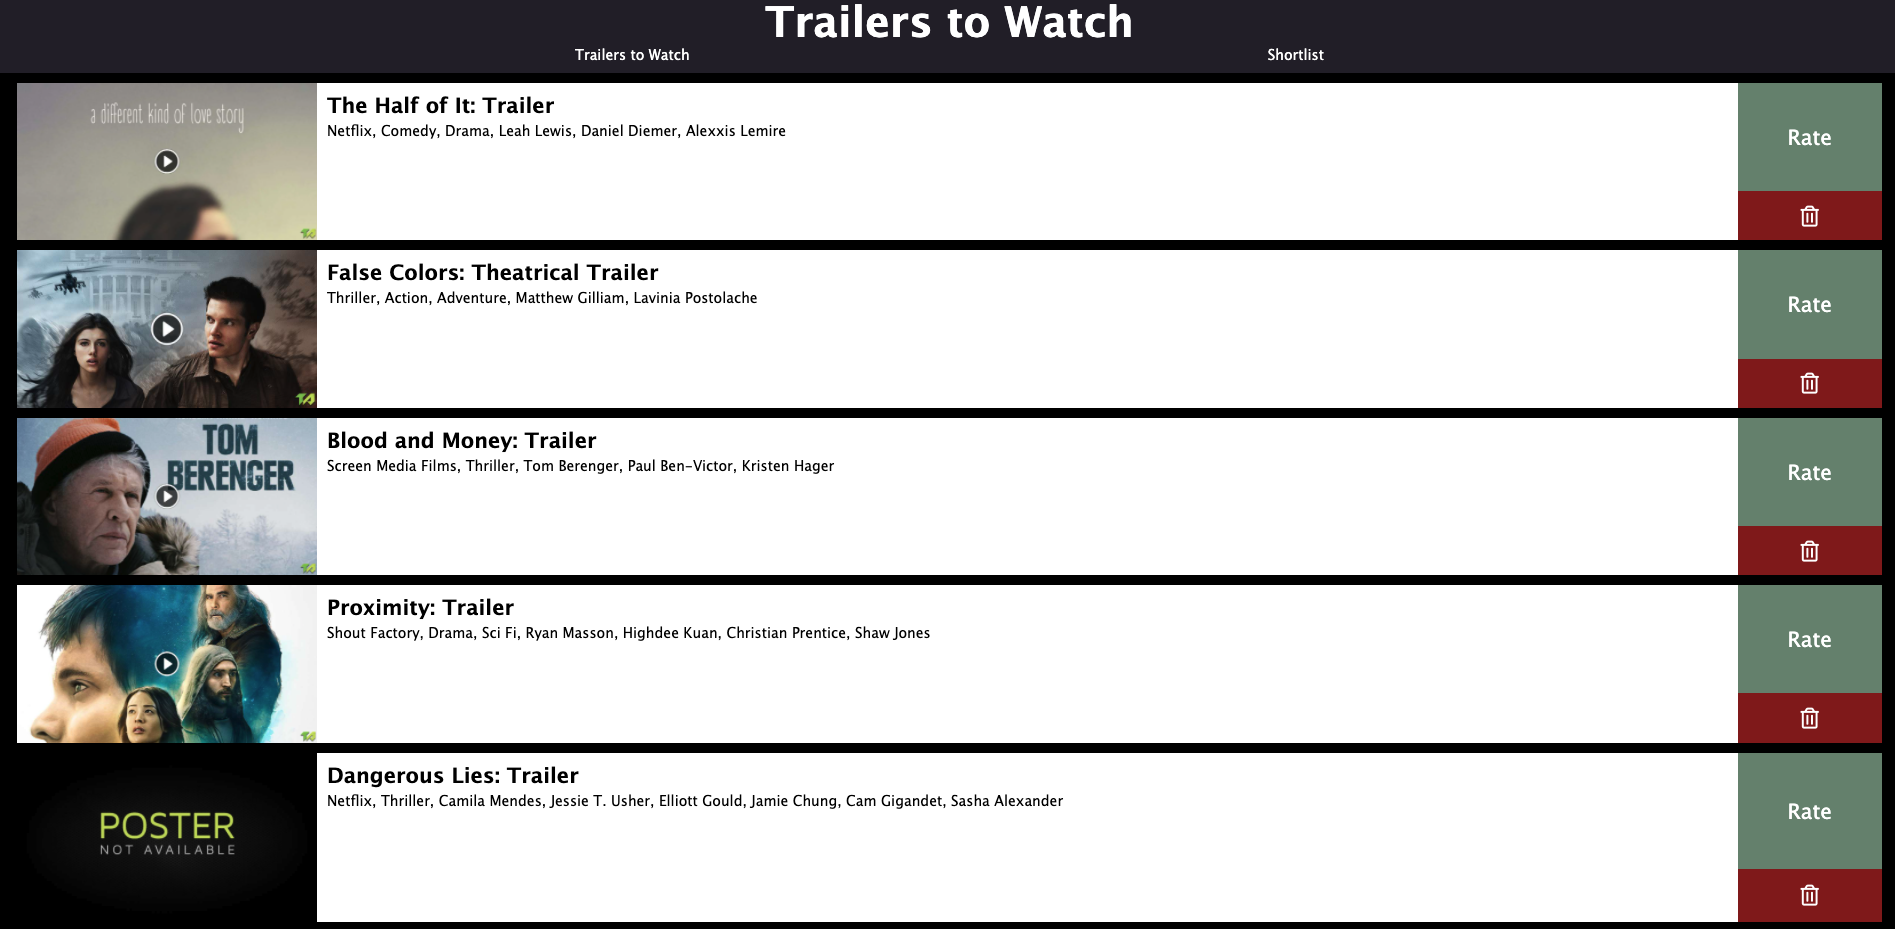 Trailers to Watch
Trailers to Watch
Shortlist
a different kind of love story
TA
The Half of It: Trailer
Netflix, Comedy, Drama, Leah Lewis, Daniel Diemer, Alexxis Lemire
Rate
TA
False Colors: Theatrical Trailer
Thriller, Action, Adventure, Matthew Gilliam, Lavinia Postolache
Rate
TOM
BERENGER
TA
Blood and Money: Trailer
Screen Media Films, Thriller, Tom Berenger, Paul Ben-Victor, Kristen Hager
Rate
TA
Proximity: Trailer
Shout Factory, Drama, Sci Fi, Ryan Masson, Highdee Kuan, Christian Prentice, Shaw Jones
Rate
POSTER
NOT AVAILABLE
Dangerous Lies: Trailer
Netflix, Thriller, Camila Mendes, Jessie T. Usher, Elliott Gould, Jamie Chung, Cam Gigandet, Sasha Alexander
Rate